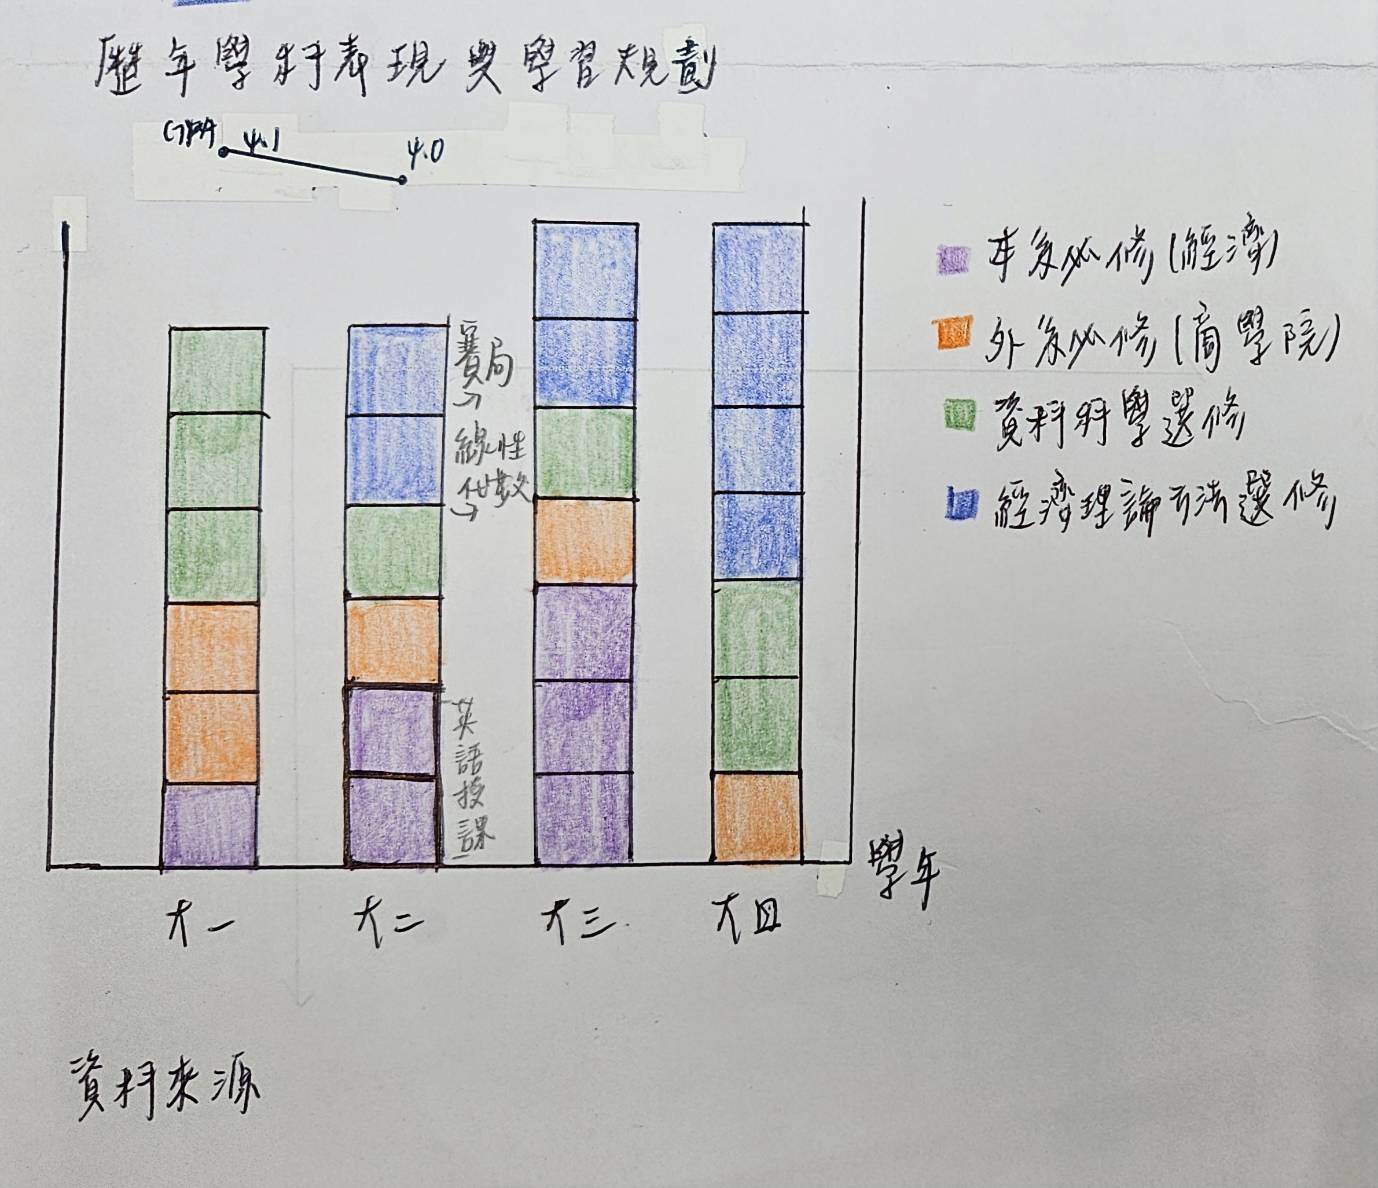 歷年學科表現與學習規劃
GPA 4.1 4.0
本系必修(經濟)
外系必修(商學院)
資料科學選修
經濟理論方法選修
賽局
線性代數
英語授課
學年
大一 大二 大三 大四
資料來源